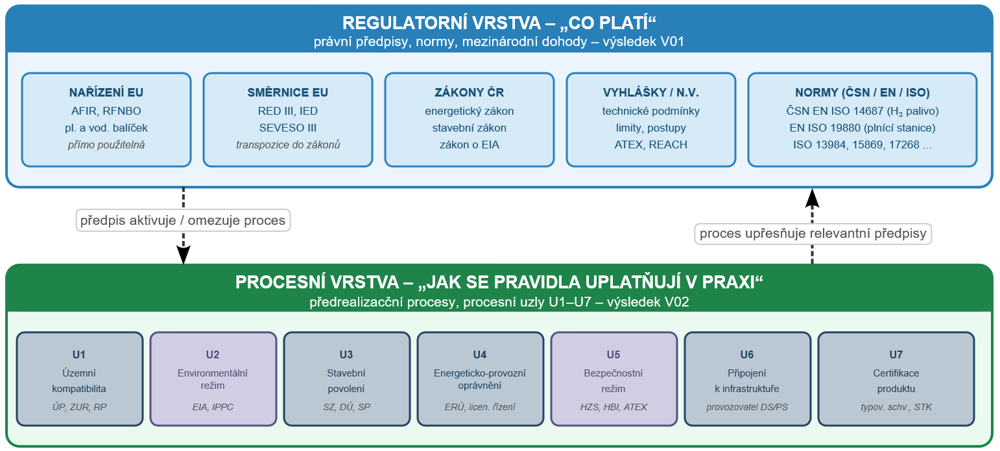 REGULATORNÍ VRSTVA – „CO PLATÍ“
právní předpisy, normy, mezinárodní dohody – výsledek V01
NAŘÍZENÍ EU
AFIR, RFNBO
pl. a vod. balíček
přímo použitelná
SMĚRNICE EU
RED III, IED
SEVESO III
transpozice do zákonů
ZÁKONY ČR
energetický zákon
stavební zákon
zákon o EIA
VYHLÁŠKY / N.V.
technické podmínky
limity, postupy
ATEX, REACH
NORMY (ČSN / EN / ISO)
ČSN EN ISO 14687 (H₂ palivo)
EN ISO 19880 (plnící stanice)
ISO 13984, 15869, 17268 ...
předpis aktivuje / omezuje proces
proces upřesňuje relevantní předpisy
PROCESNÍ VRSTVA – „JAK SE PRAVIDLA UPLATŇUJÍ V PRAXI“
předrealizacční procesy, procesní uzly U1–U7 – výsledek V02
U1
Územní
kompatibilita
ÚP, ZUR, RP
U2
Environmentální
režim
EIA, IPPC
U3
Stavební
povolení
SZ, DÚ, SP
U4
Energeticko-provozní
oprávnění
ERÚ, licen. řízení
U5
Bezpečnostní
režim
HZS, HBI, ATEX
U6
Připojení
k infrastruktuře
provozovatel DS/PS
U7
Certifikace
produktu
typov. schv., STK